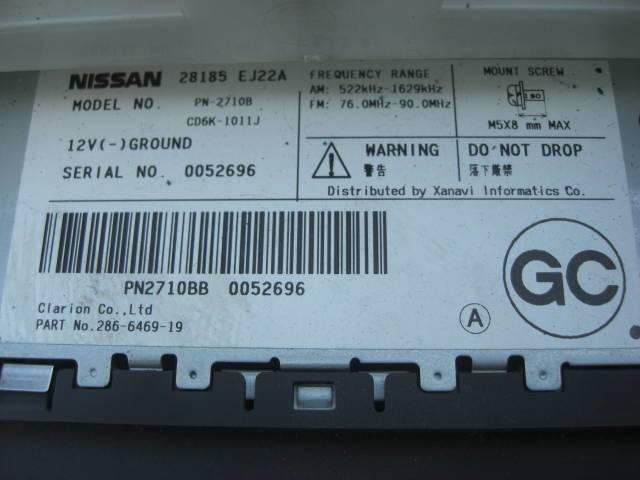 NISSAN 28185 EJ22A
MODEL NO. PN-2710B
CD6K-1011J
12V(-)GROUND
SERIAL NO. 0052696
FREQUENCY RANGE
AM: 522kHz-1629kHz
FM: 76.0MHz-90.0MHz
MOUNT SCREW
M5X8 mm MAX
WARNING
警告
DO NOT DROP
落下厳禁
Distributed by Xanavi Informatics Co.
PN2710BB 0052696
Clarion Co.,Ltd
PART No.286-6469-19
A
GC